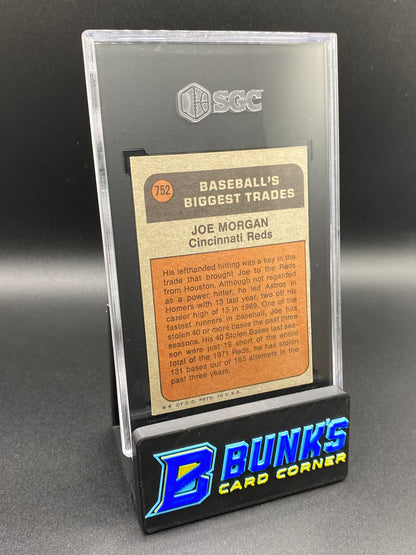 SGC
752
BASEBALL'S
BIGGEST TRADES
JOE MORGAN
Cincinnati Reds
His lefthanded hitting was a key in the
trade that brought Joe to the Reds
from Houston. Although not regarded
as a power hitter, he led Astros in
Homers with 13 last year, two off his
career high of 15 in 1969. One of the
fastest runners in baseball, Joe has
stolen 40 or more bases the past three
seasons. His 40 Stolen Bases last sea-
son were just 19 short of the entire
total of the 1971 Reds, he has stolen
131 bases out of 165 attempts in the
past three years.
©T.C.G. PRTD. IN U.S.A.
B BUNK'S
CARD CORNER